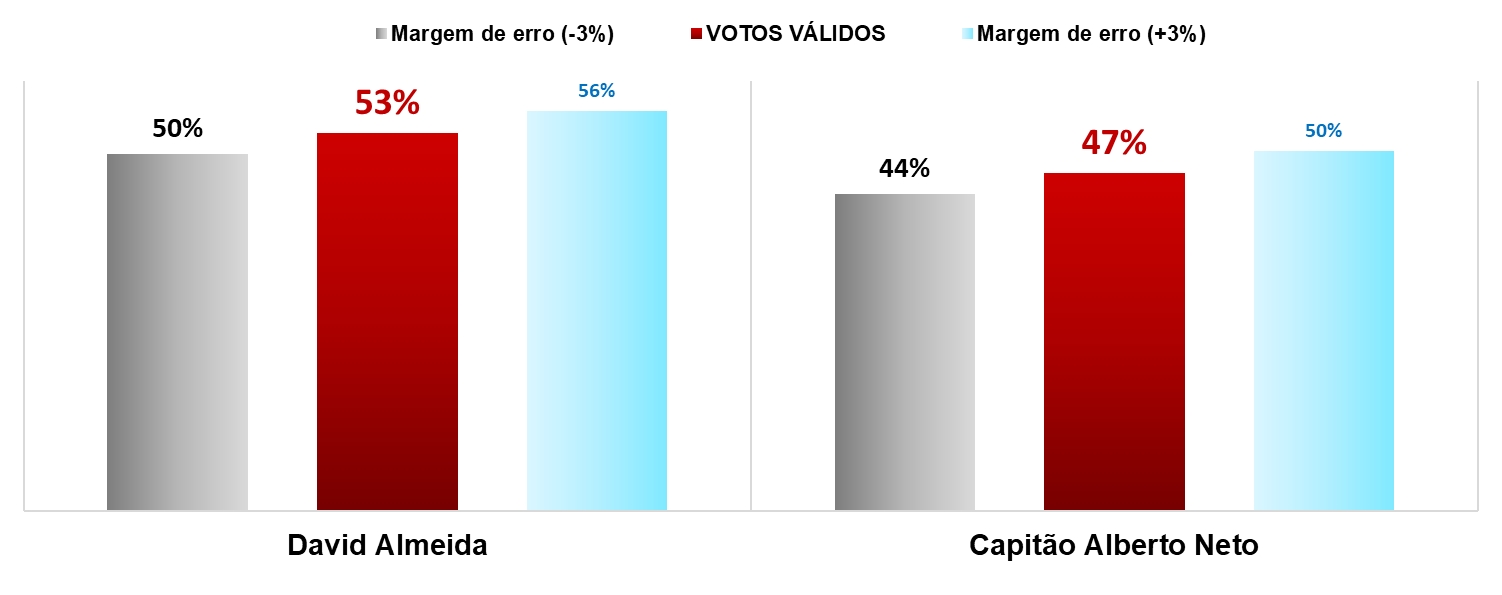 Margem de erro (-3%) VOTOS VÁLIDOS Margem de erro (+3%)
50%
53%
56%
44%
47%
50%
David Almeida
Capitão Alberto Neto